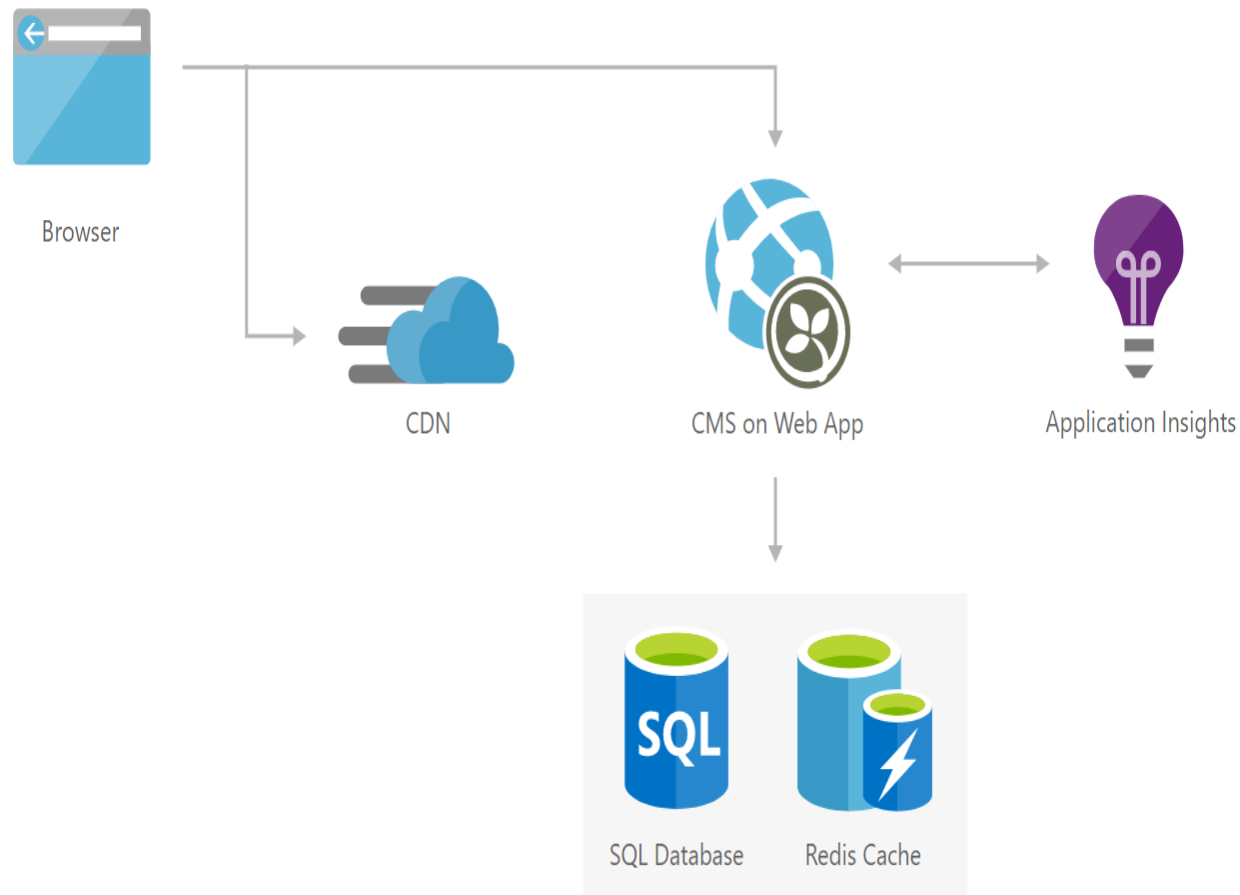 Browser
CDN
CMS on Web App
Application Insights
SQL
SQL Database
Redis Cache